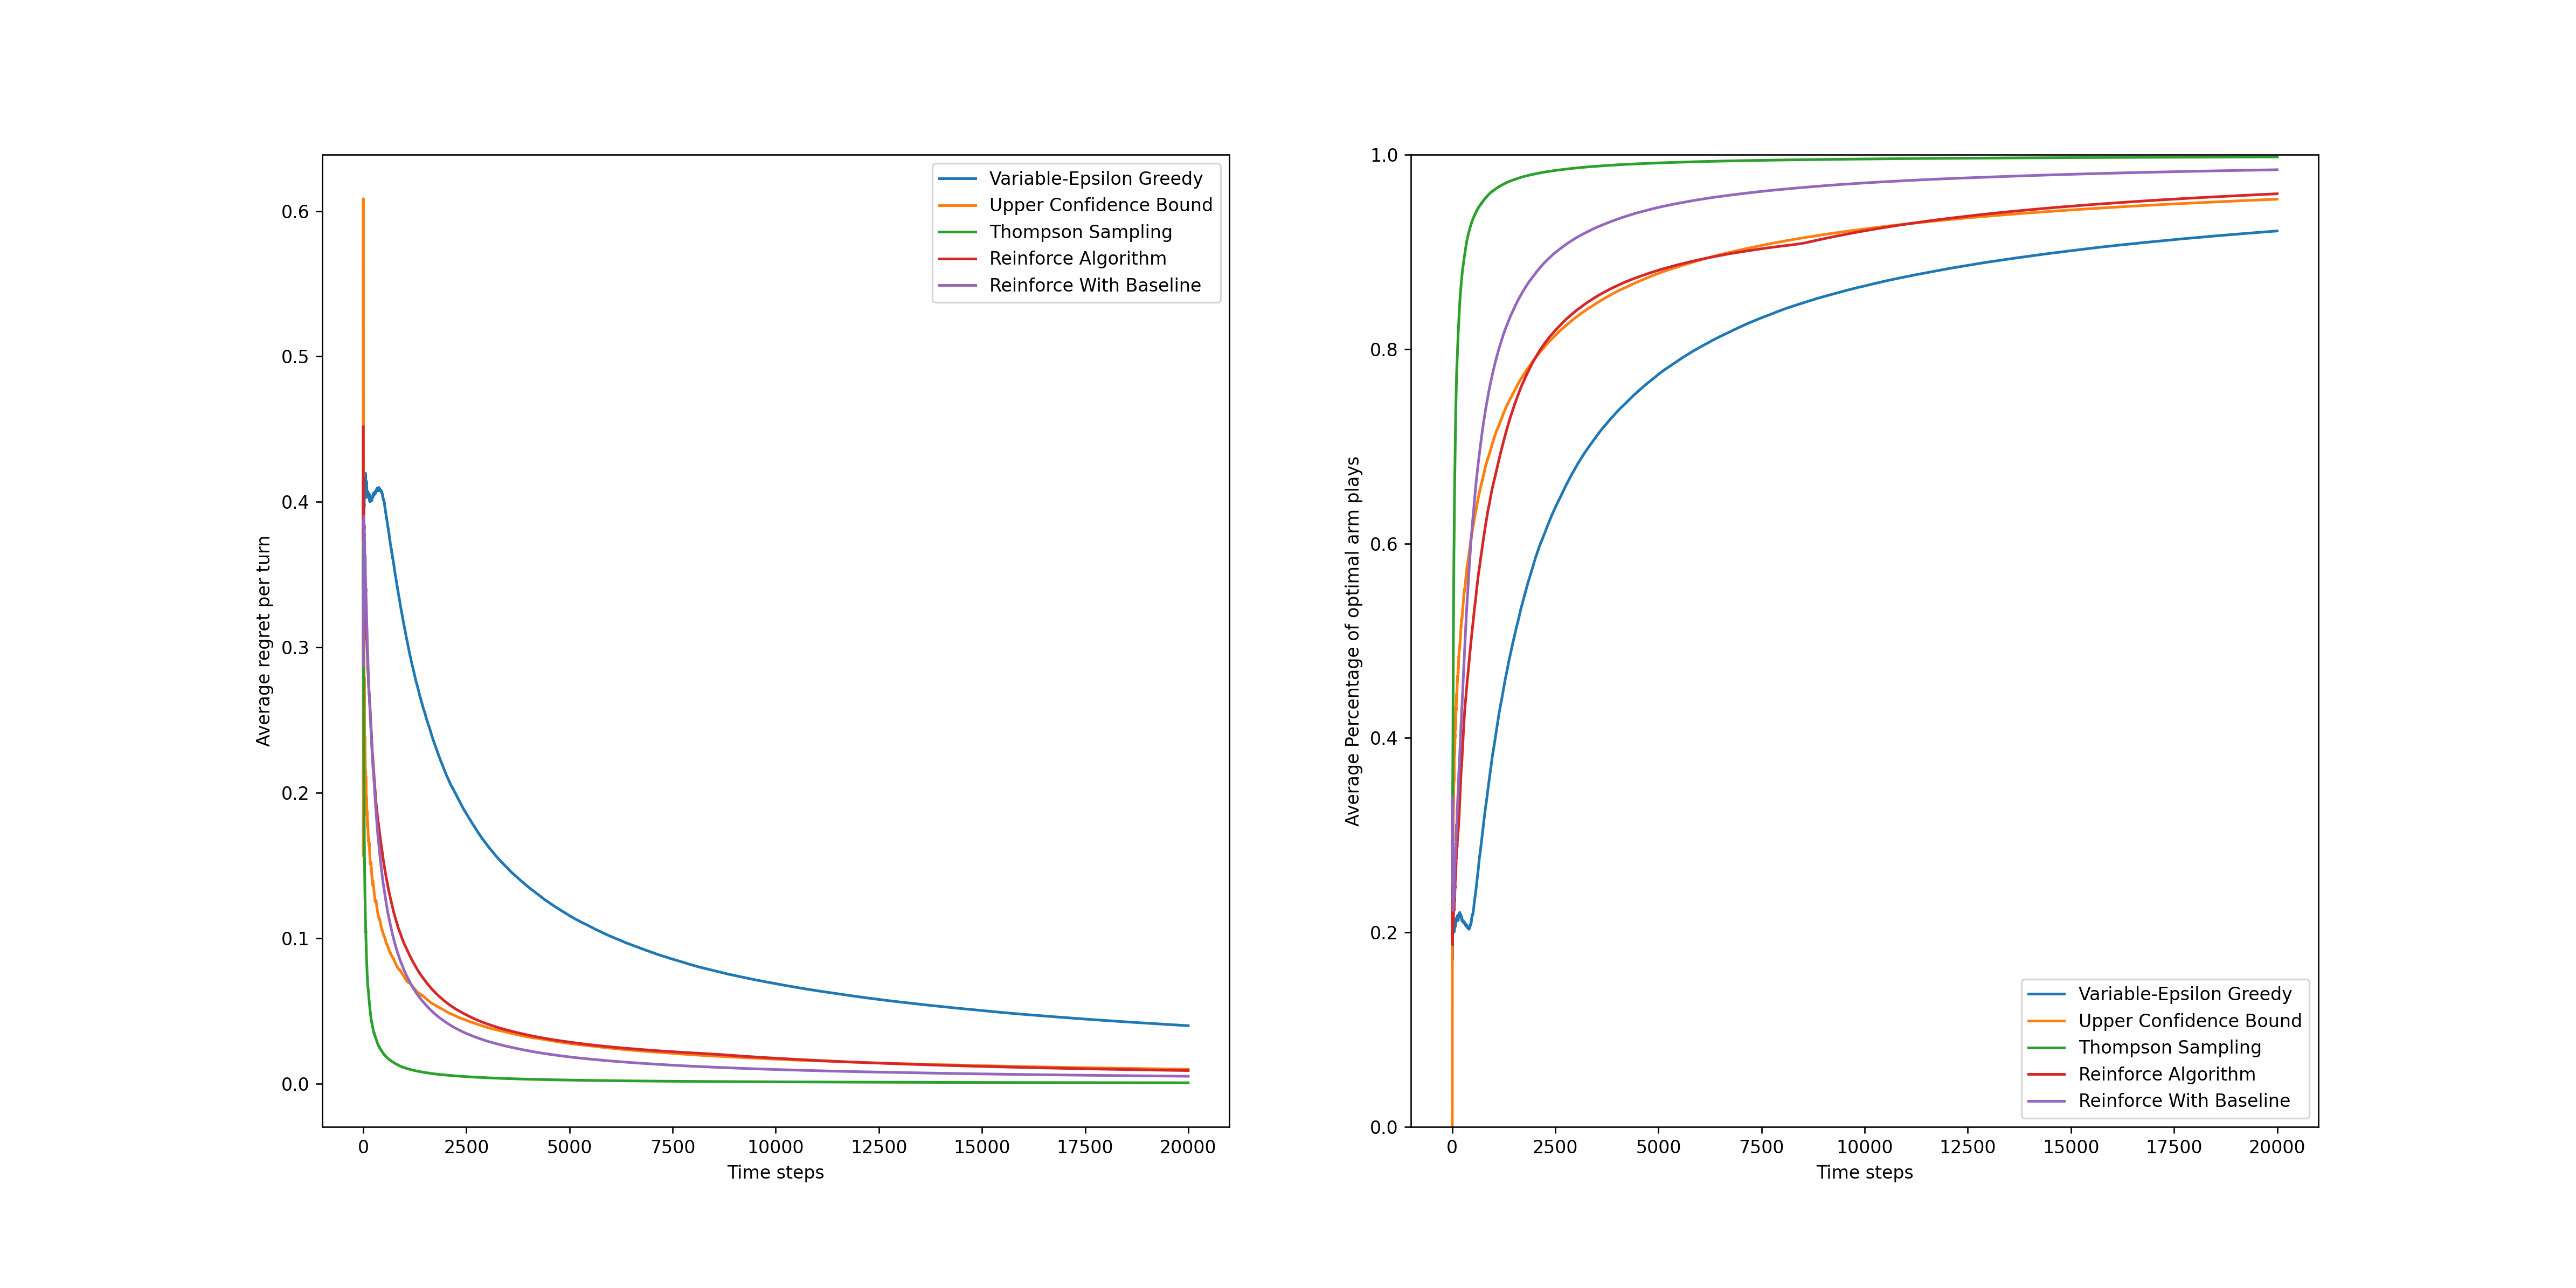 Average regret per turn
0.6
0.5
0.4
0.3
0.2
0.1
0.0
Variable-Epsilon Greedy
Upper Confidence Bound
Thompson Sampling
Reinforce Algorithm
Reinforce With Baseline
0 2500 5000 7500 10000 12500 15000 17500 20000
Time steps
Average Percentage of optimal arm plays
1.0
0.8
0.6
0.4
0.2
0.0
Variable-Epsilon Greedy
Upper Confidence Bound
Thompson Sampling
Reinforce Algorithm
Reinforce With Baseline
0 2500 5000 7500 10000 12500 15000 17500 20000
Time steps